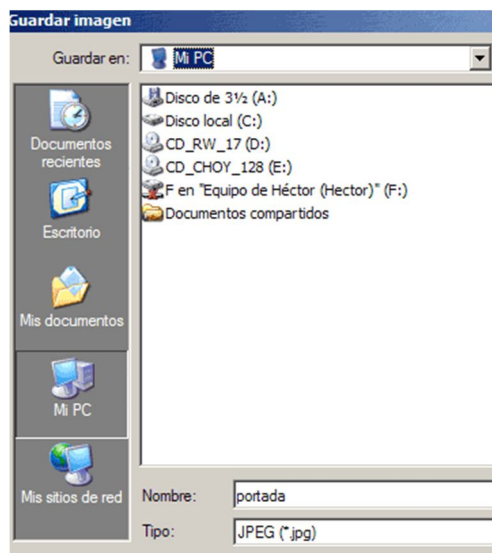 Guardar imagen
Guardar en:
Mi PC
Documentos
recientes
Escritorio
Mis documentos
Mi PC
Mis sitios de red
Disco de 3½ (A:)
Disco local (C:)
CD_RW_17 (D:)
CD_CHOY_128 (E:)
F en "Equipo de Héctor (Hector)" (F:)
Documentos compartidos
Nombre:
portada
Tipo:
JPEG (*.jpg)